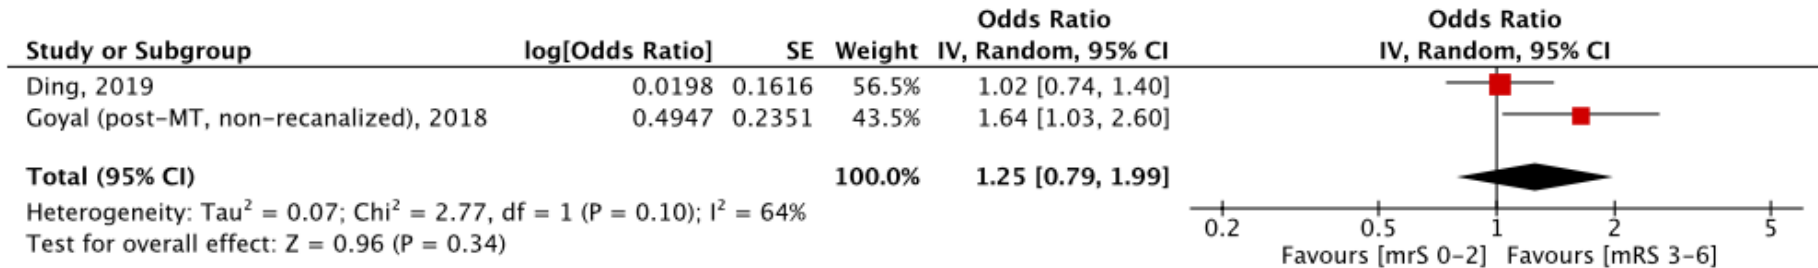 Odds Ratio Odds Ratio
Study or Subgroup log[Odds Ratio] SE Weight IV, Random, 95% CI IV, Random, 95% CI
Ding, 2019 0.0198 0.1616 56.5% 1.02 [0.74, 1.40]
Goyal (post-MT, non-recanalized), 2018 0.4947 0.2351 43.5% 1.64 [1.03, 2.60]
Total (95% CI) 100.0% 1.25 [0.79, 1.99]
Heterogeneity: Tau² = 0.07; Chi² = 2.77, df = 1 (P = 0.10); I² = 64%
Test for overall effect: Z = 0.96 (P = 0.34)
0.2 0.5 1 2 5
Favours [mrS 0-2] Favours [mRS 3-6]